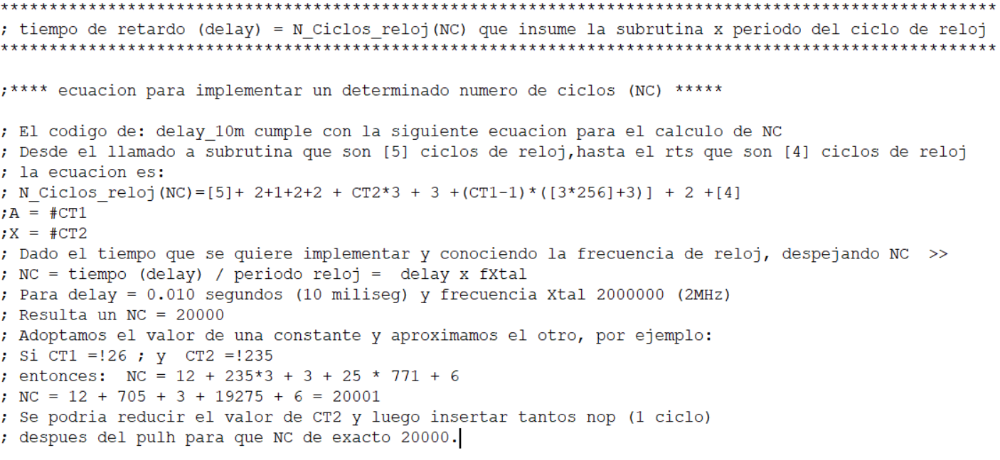 ******************************************************************************************************
; tiempo de retardo (delay) = N_Ciclos_reloj(NC) que insume la subrutina x periodo del ciclo de reloj
******************************************************************************************************
;**** ecuacion para implementar un determinado numero de ciclos (NC) *****
; El codigo de: delay_10m cumple con la siguiente ecuacion para el calculo de NC
; Desde el llamado a subrutina que son [5] ciclos de reloj,hasta el rts que son [4] ciclos de reloj
; la ecuacion es:
; N_Ciclos_reloj(NC)=[5]+ 2+1+2+2 + CT2*3 + 3 +(CT1-1)*([3*256]+3)] + 2 +[4]
;A = #CT1
;X = #CT2
; Dado el tiempo que se quiere implementar y conociendo la frecuencia de reloj, despejando NC  >>
; NC = tiempo (delay) / periodo reloj =  delay x fXtal
; Para delay = 0.010 segundos (10 miliseg) y frecuencia Xtal 2000000 (2MHz)
; Resulta un NC = 20000
; Adoptamos el valor de una constante y aproximamos el otro, por ejemplo:
; Si CT1 =!26 ; y  CT2 =!235
; entonces:  NC = 12 + 235*3 + 3 + 25 * 771 + 6
; NC = 12 + 705 + 3 + 19275 + 6 = 20001
; Se podria reducir el valor de CT2 y luego insertar tantos nop (1 ciclo)
; despues del pulh para que NC de exacto 20000.